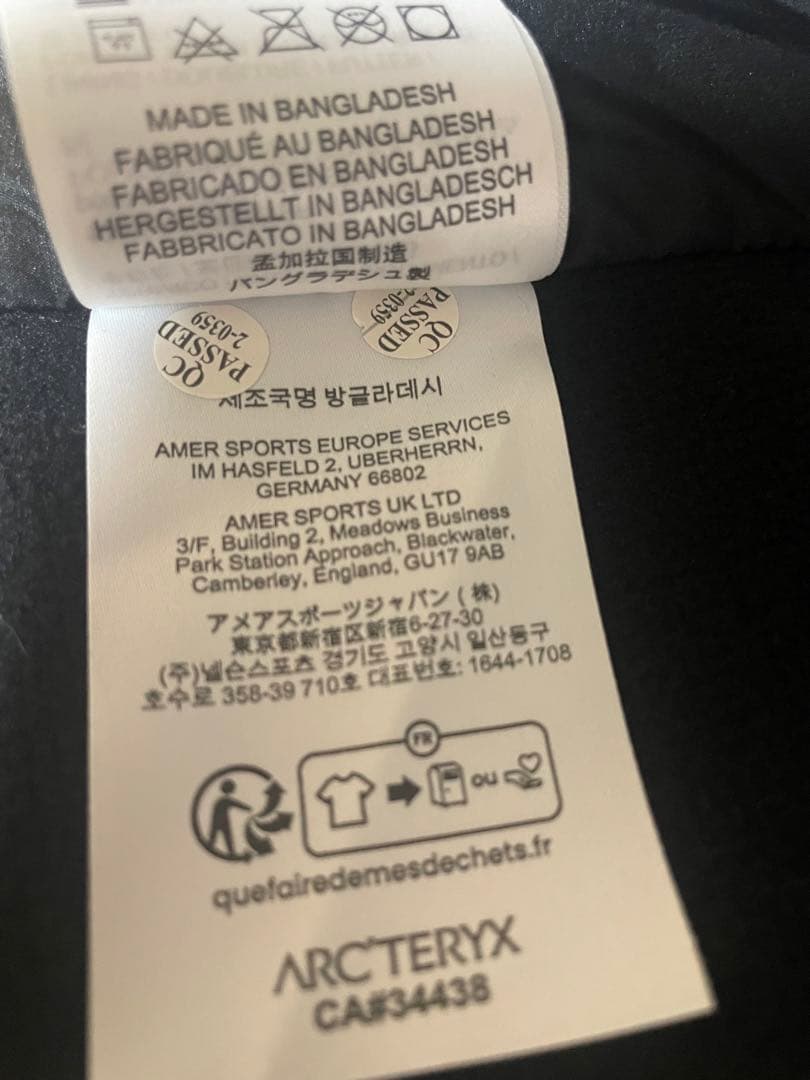 MADE IN BANGLADESH
FABRIQUÉ AU BANGLADESH
FABRICADO EN BANGLADESH
HERGESTELLT IN BANGLADESCH
FABBRICATO IN BANGLADESH
孟加拉国制造
バングラデシュ製
QC
PASSED
2-0359
QC
PASSED
2-0359
제조국명 방글라데시
AMER SPORTS EUROPE SERVICES
IM HASFELD 2, UBERHERRN,
GERMANY 66802
AMER SPORTS UK LTD
3/F, Building 2, Meadows Business
Park Station Approach, Blackwater,
Camberley, England, GU17 9AB
アメアスポーツジャパン (株)
東京都新宿区新宿6-27-30
(주)넬슨스포츠 경기도 고양시 일산동구
호수로 358-39 710호 대표번호: 1644-1708
FR
ou
quefairedemesdechets.fr
ARC'TERYX
CA#34438